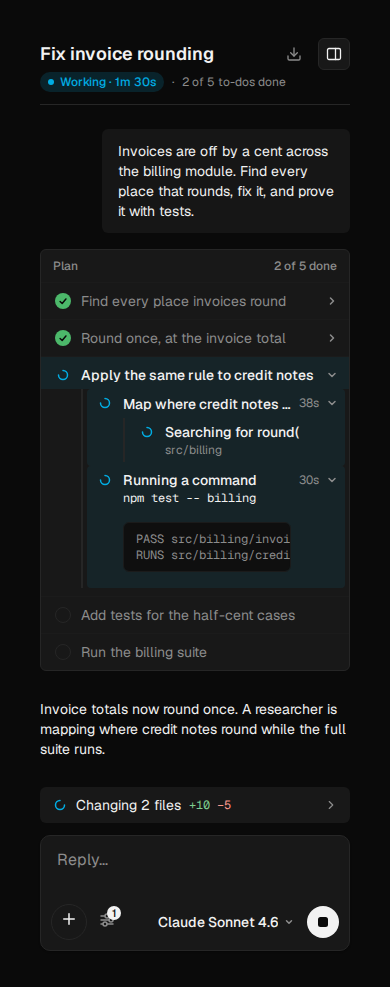 Fix invoice rounding
Working · 1m 30s · 2 of 5 to-dos done
Invoices are off by a cent across
the billing module. Find every
place that rounds, fix it, and prove
it with tests.
Plan 2 of 5 done
Find every place invoices round
Round once, at the invoice total
Apply the same rule to credit notes
Map where credit notes ... 38s
Searching for round(
src/billing
Running a command 30s
npm test -- billing
PASS src/billing/invoi
RUNS src/billing/credi
Add tests for the half-cent cases
Run the billing suite
Invoice totals now round once. A researcher is
mapping where credit notes round while the full
suite runs.
Changing 2 files +10 −5
Reply...
1
Claude Sonnet 4.6